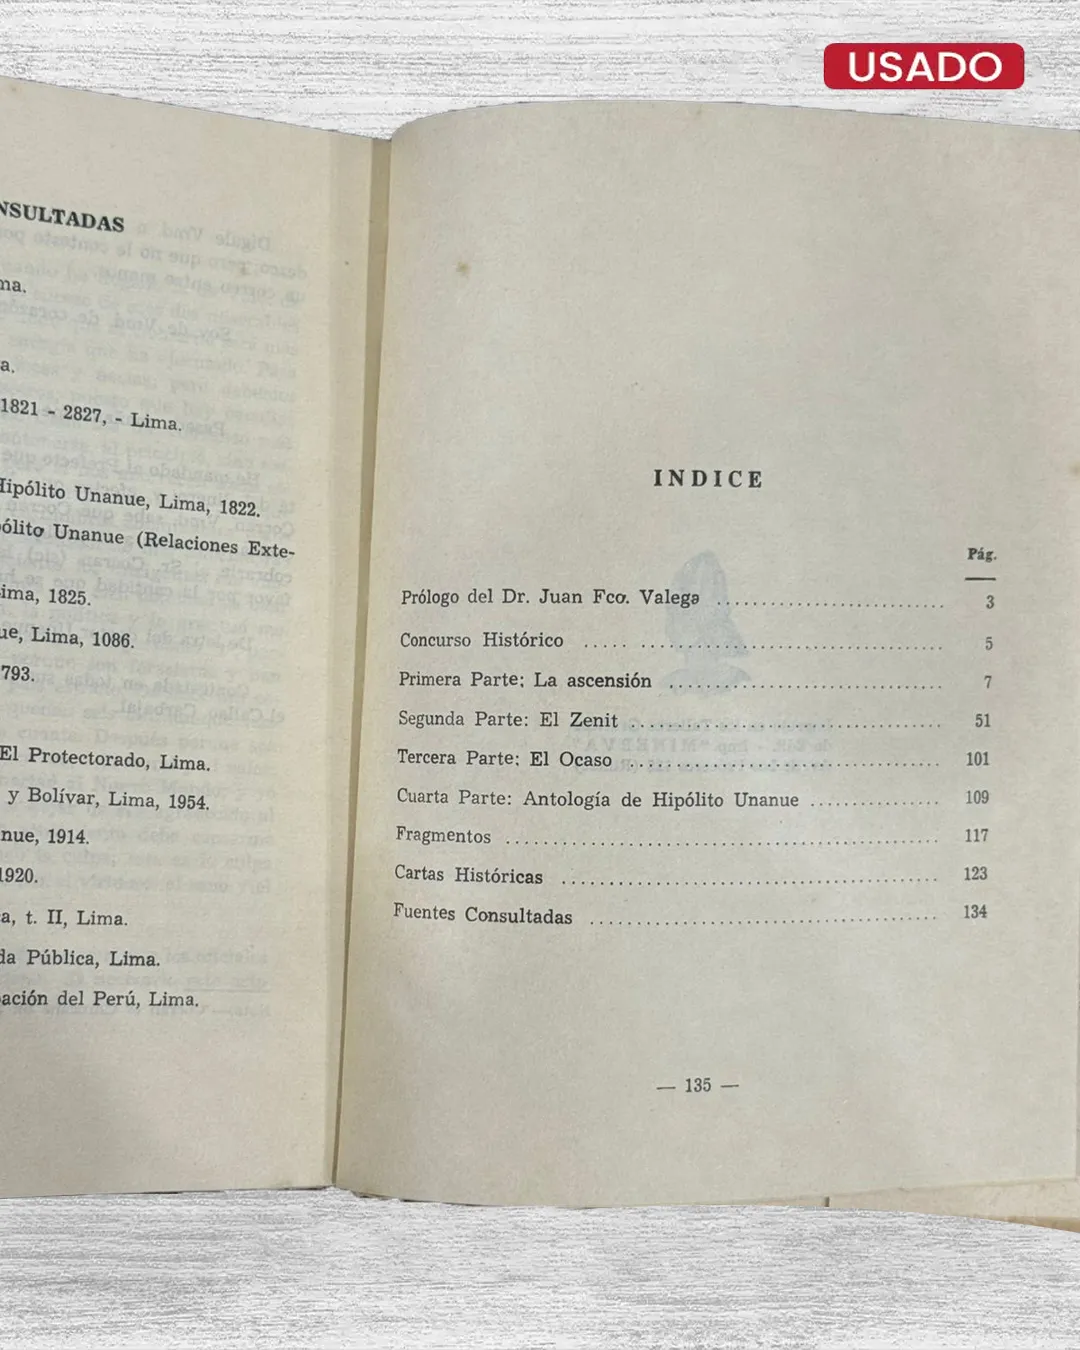 USADO
NSULTADAS
ma.
a.
1821 - 2827, - Lima.
Hipólito Unanue, Lima, 1822.
pólito Unanue (Relaciones Exte-
Lima, 1825.
ue, Lima, 1086.
793.
El Protectorado, Lima.
y Bolívar, Lima, 1954.
nue, 1914.
1920.
a, t. II, Lima.
da Pública, Lima.
pación del Perú, Lima.
INDICE
Pág.
Prólogo del Dr. Juan Fco. Valega ........................... 3
Concurso Histórico ..... ................................... 5
Primera Parte: La ascensión ................................ 7
Segunda Parte: El Zenit .................................... 51
Tercera Parte: El Ocaso .................................... 101
Cuarta Parte: Antología de Hipólito Unanue ............... 109
Fragmentos .................................................. 117
Cartas Históricas ........................................... 123
Fuentes Consultadas ........................................ 134
— 135 —